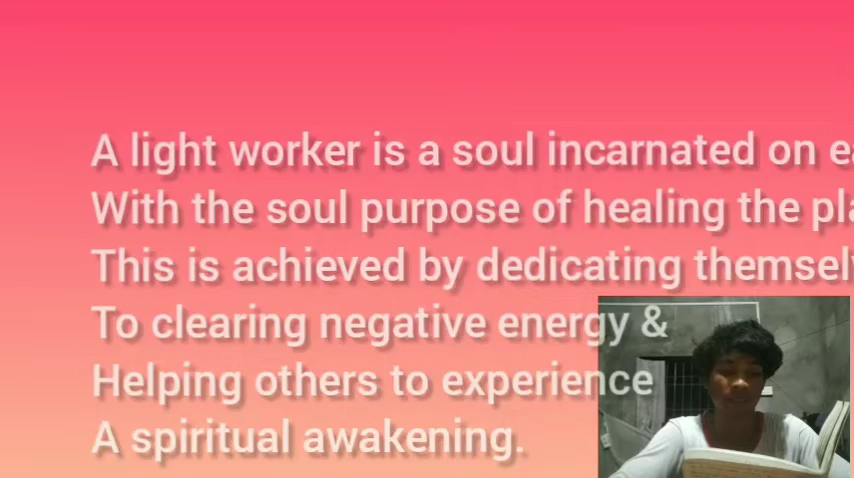 A light worker is a soul incarnated on
With the soul purpose of healing the
This is achieved by dedicating
To clearing negative energy &
Helping others to experience
A spiritual awakening.